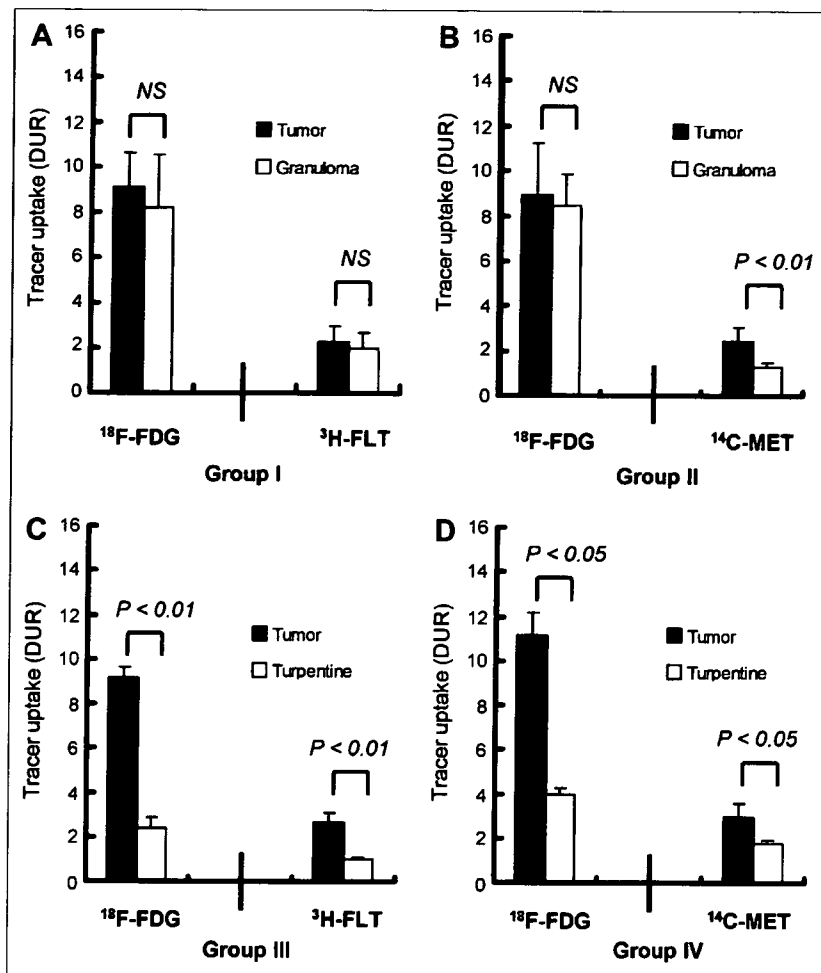 A
Tracer uptake (DUR)
16
14
12
10
8
6
4
2
0
NS
NS
Tumor
Granuloma
¹⁸F-FDG
³H-FLT
Group I
B
Tracer uptake (DUR)
16
14
12
10
8
6
4
2
0
NS
P < 0.01
Tumor
Granuloma
¹⁸F-FDG
¹⁴C-MET
Group II
C
Tracer uptake (DUR)
16
14
12
10
8
6
4
2
0
P < 0.01
P < 0.01
Tumor
Turpentine
¹⁸F-FDG
³H-FLT
Group III
D
Tracer uptake (DUR)
16
14
12
10
8
6
4
2
0
P < 0.05
P < 0.05
Tumor
Turpentine
¹⁸F-FDG
¹⁴C-MET
Group IV